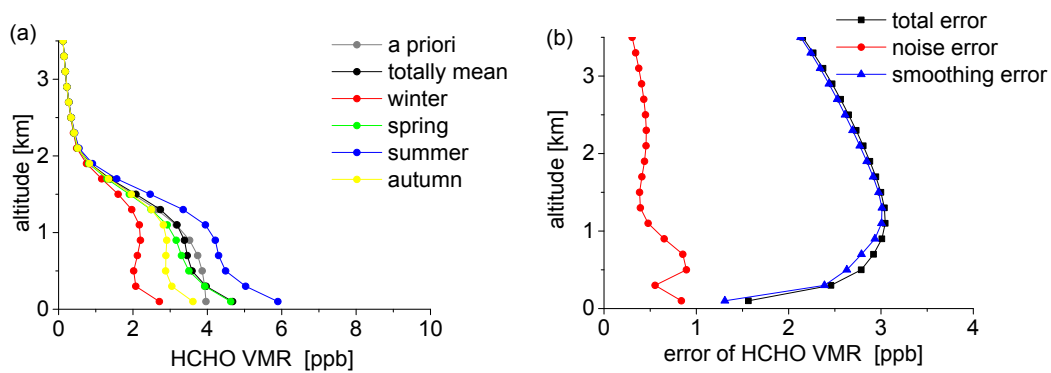 (a)
a priori
totally mean
winter
spring
summer
autumn
altitude [km]
3
2
1
0
0 2 4 6 8 10
HCHO VMR [ppb]
(b)
total error
noise error
smoothing error
altitude [km]
3
2
1
0
0 1 2 3 4
error of HCHO VMR [ppb]